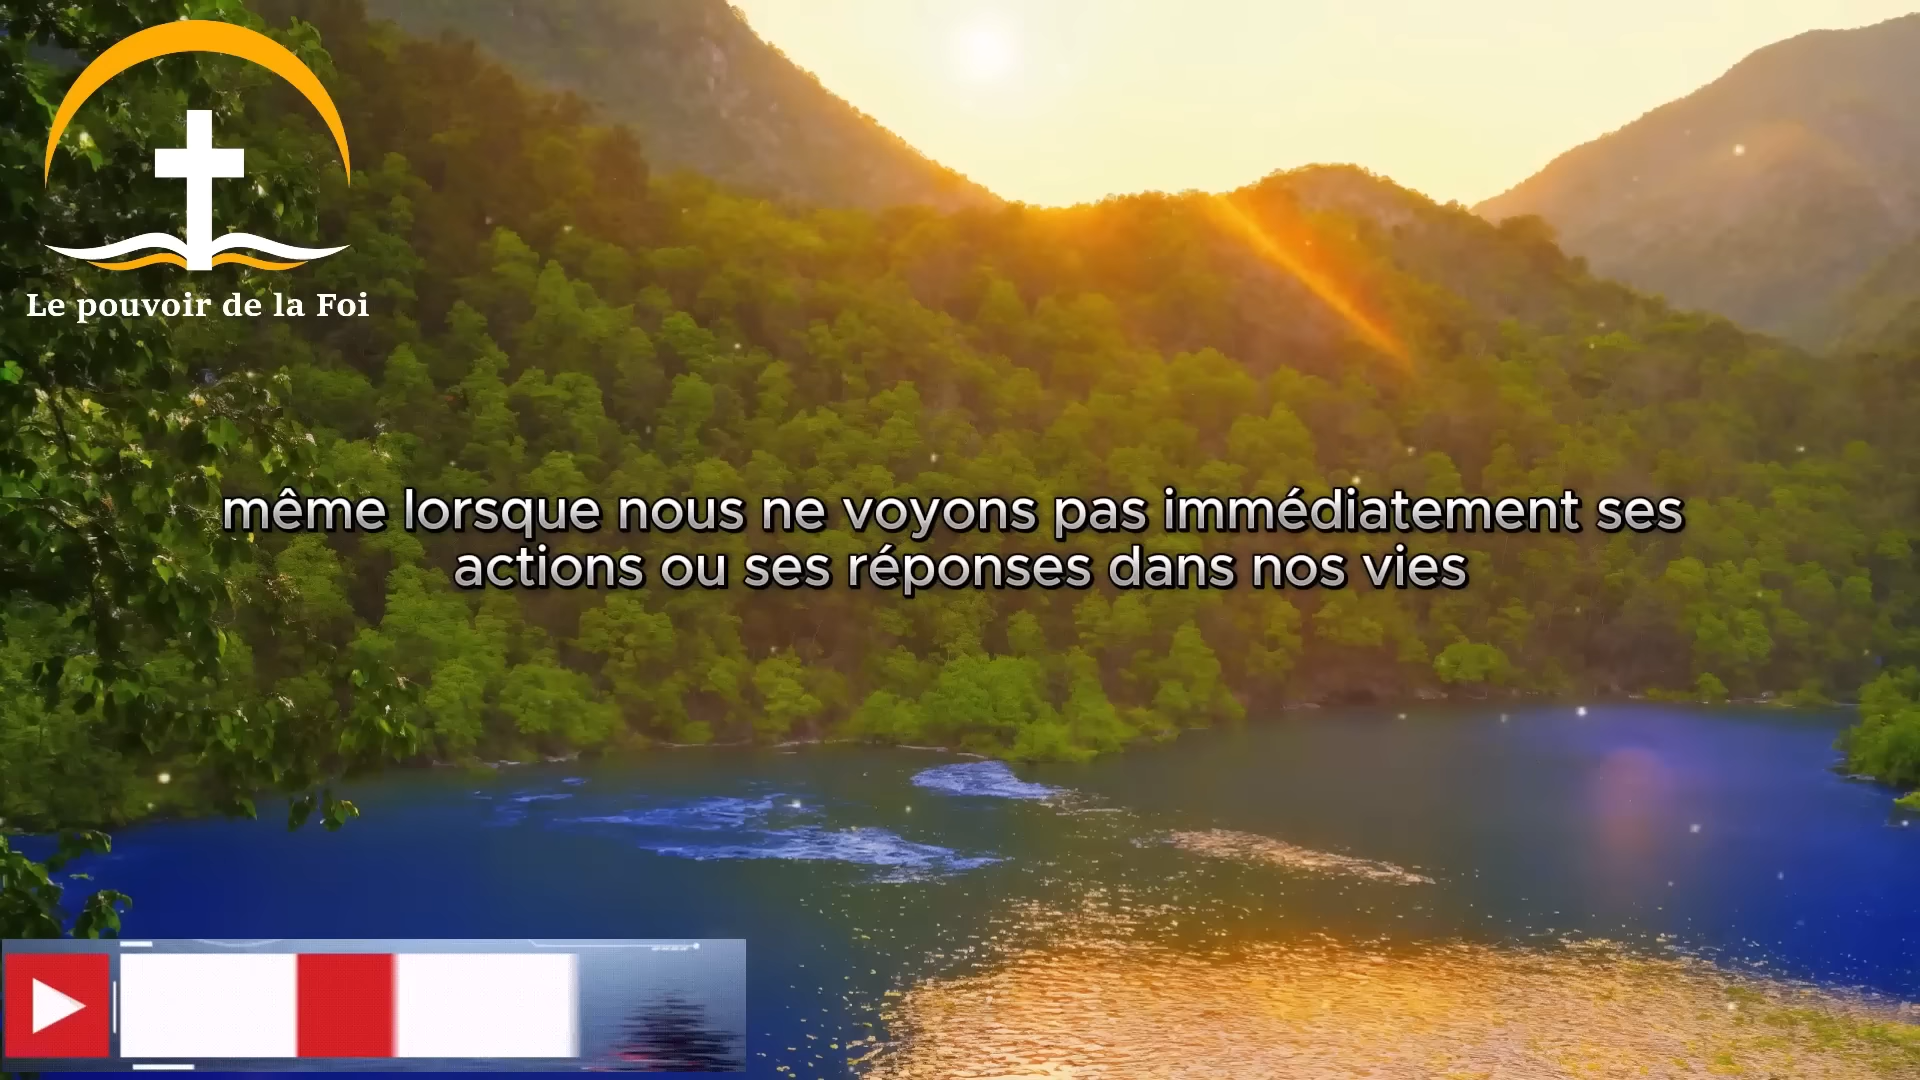 Le pouvoir de la Foi
même lorsque nous ne voyons pas immédiatement ses
actions ou ses réponses dans nos vies